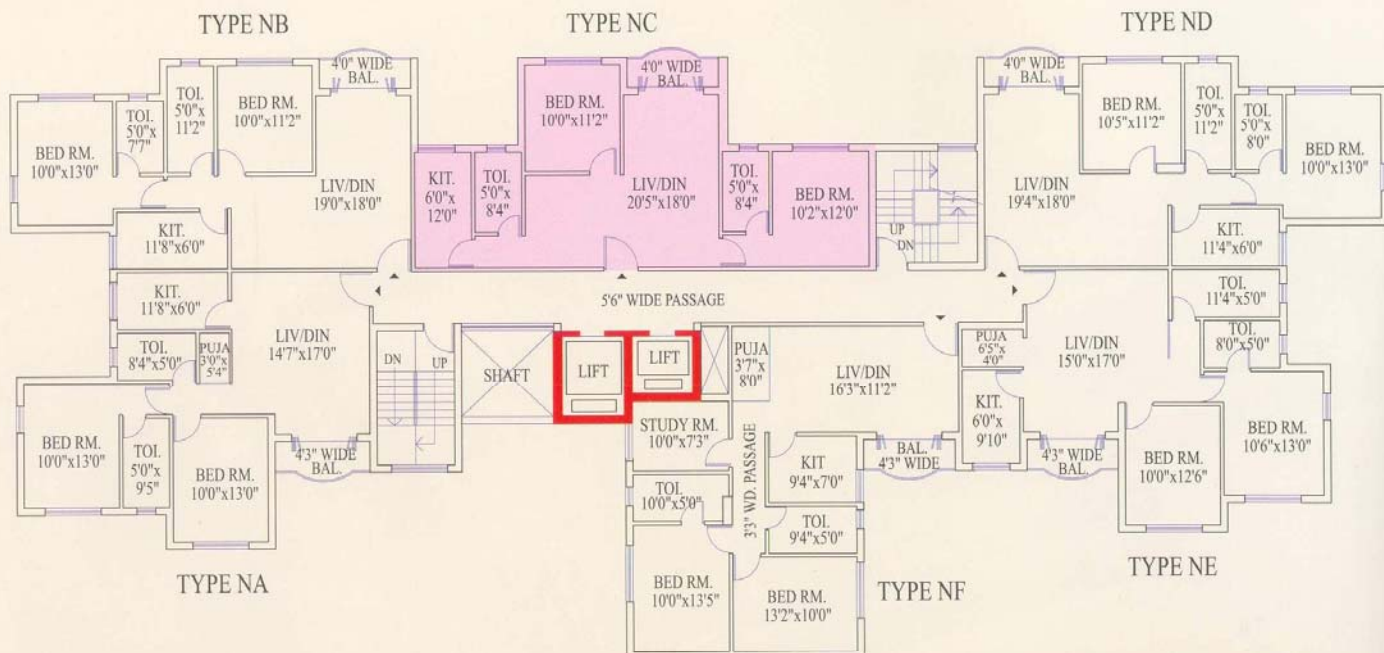 TYPE NB
TYPE NC
TYPE ND
4'0" WIDE
BAL.
TOI.
5'0"x
11'2"
BED RM.
10'0"x11'2"
TOI.
5'0"x
7'7"
BED RM.
10'0"x13'0"
LIV/DIN
19'0"x18'0"
KIT.
11'8"x6'0"
4'0" WIDE
BAL.
BED RM.
10'0"x11'2"
KIT.
6'0"x
12'0"
TOI.
5'0"x
8'4"
LIV/DIN
20'5"x18'0"
TOI.
5'0"x
8'4"
BED RM.
10'2"x12'0"
UP
DN
4'0" WIDE
BAL.
BED RM.
10'5"x11'2"
TOI.
5'0"x
11'2"
TOI.
5'0"x
8'0"
BED RM.
10'0"x13'0"
LIV/DIN
19'4"x18'0"
KIT.
11'4"x6'0"
5'6" WIDE PASSAGE
KIT.
11'8"x6'0"
TOI.
8'4"x5'0"
PUJA
3'0"x
5'4"
LIV/DIN
14'7"x17'0"
BED RM.
10'0"x13'0"
TOI.
5'0"x
9'5"
BED RM.
10'0"x13'0"
4'3" WIDE
BAL.
DN
UP
SHAFT
LIFT
LIFT
PUJA
3'7"x
8'0"
LIV/DIN
16'3"x11'2"
STUDY RM.
10'0"x7'3"
3'3" WD. PASSAGE
KIT
9'4"x7'0"
BAL.
4'3" WIDE
TOI.
10'0"x5'0"
TOI.
9'4"x5'0"
BED RM.
10'0"x13'5"
BED RM.
13'2"x10'0"
PUJA
6'5"x
4'0"
KIT.
6'0"x
9'10"
LIV/DIN
15'0"x17'0"
TOI.
11'4"x5'0"
TOI.
8'0"x5'0"
BED RM.
10'6"x13'0"
4'3" WIDE
BAL.
BED RM.
10'0"x12'6"
TYPE NA
TYPE NF
TYPE NE